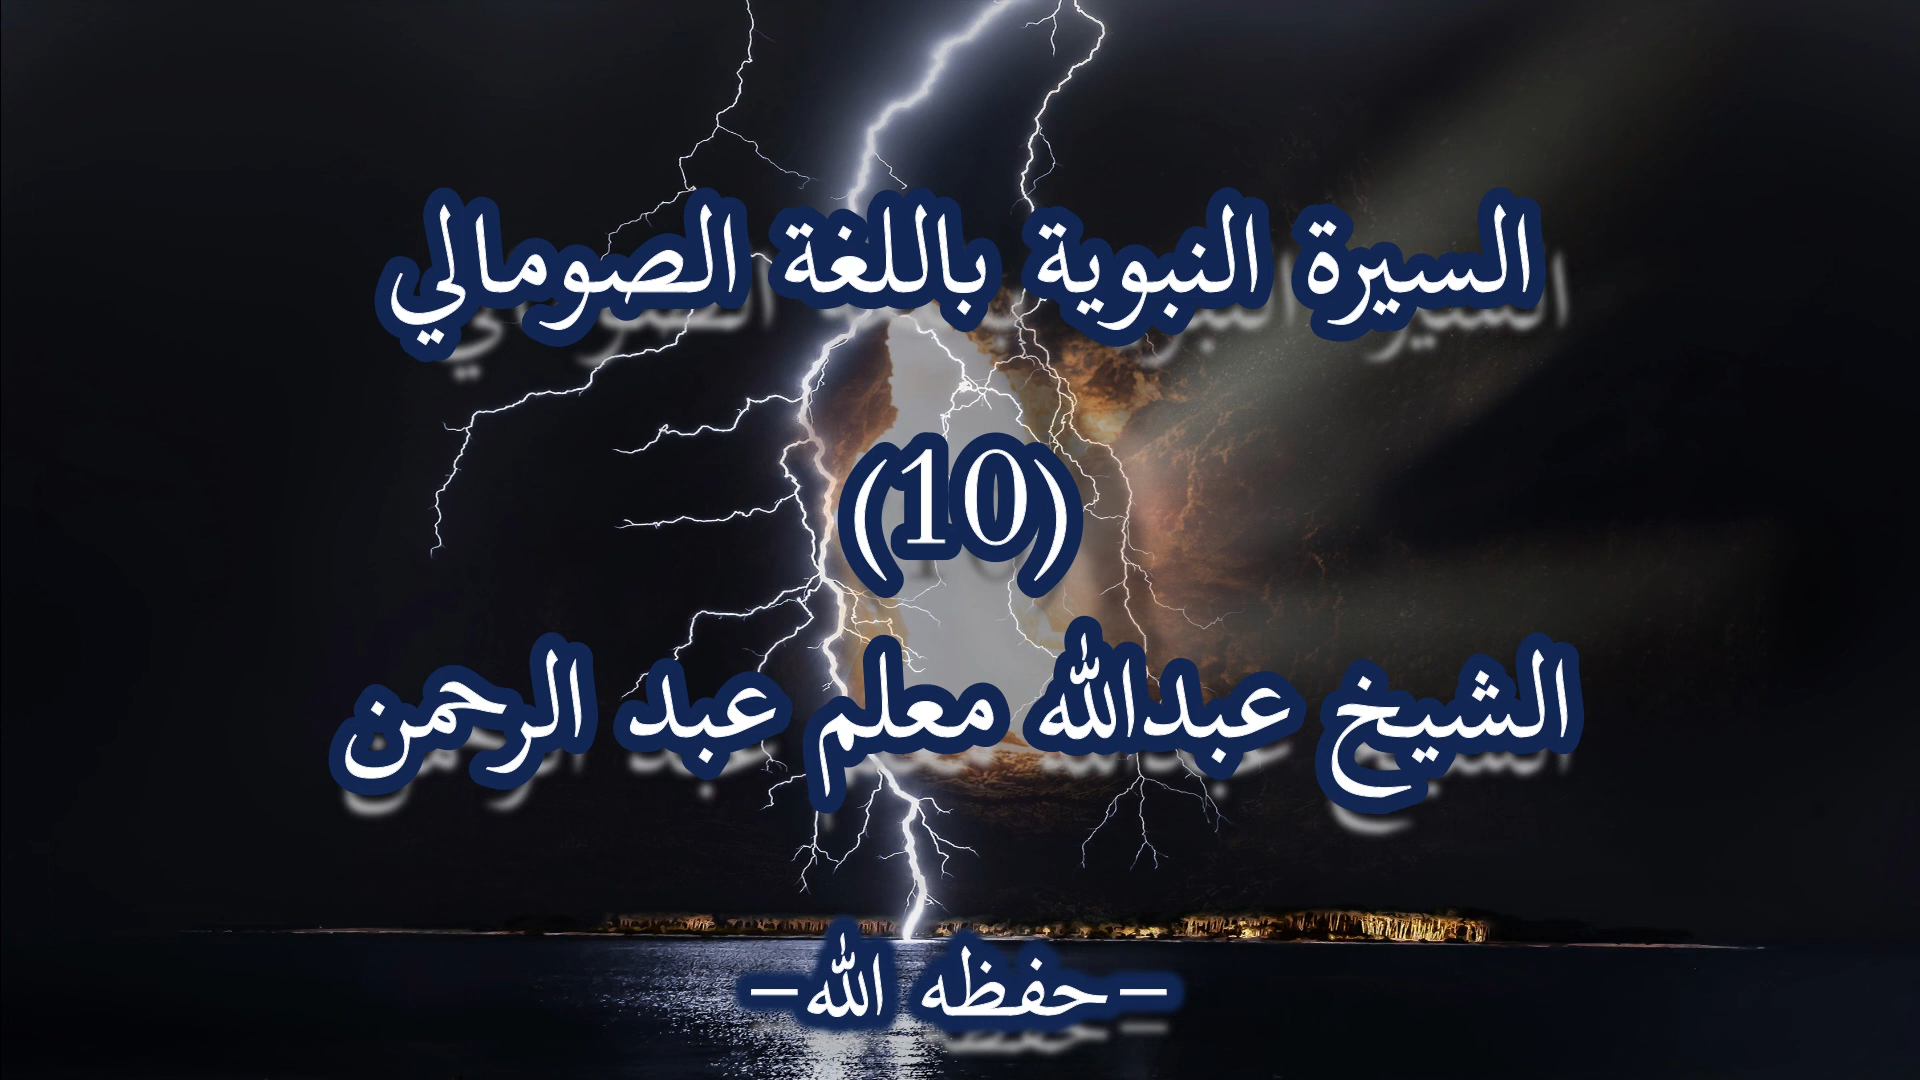 السيرة النبوية باللغة الصومالي
(10)
الشيخ عبدالله معلم عبد الرحمن
-حفظه الله-